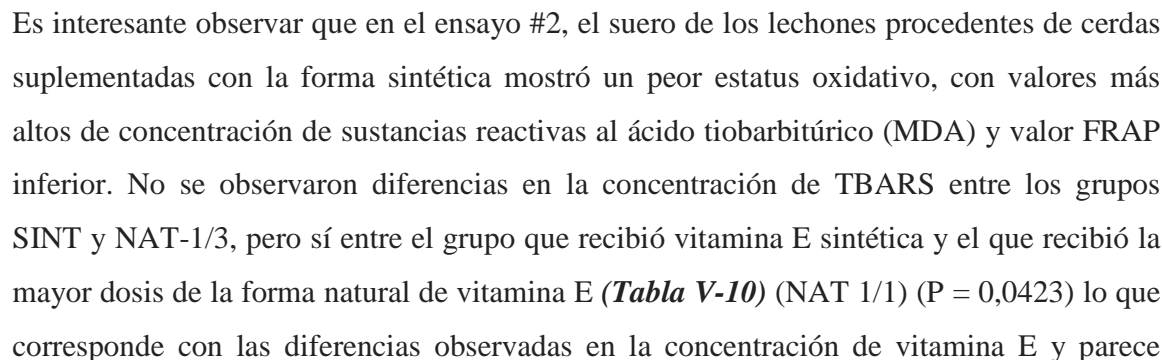 Es interesante observar que en el ensayo #2, el suero de los lechones procedentes de cerdas
suplementadas con la forma sintética mostró un peor estatus oxidativo, con valores más
altos de concentración de sustancias reactivas al ácido tiobarbitúrico (MDA) y valor FRAP
inferior. No se observaron diferencias en la concentración de TBARS entre los grupos
SINT y NAT-1/3, pero sí entre el grupo que recibió vitamina E sintética y el que recibió la
mayor dosis de la forma natural de vitamina E (Tabla V-10) (NAT 1/1) (P = 0,0423) lo que
corresponde con las diferencias observadas en la concentración de vitamina E y parece